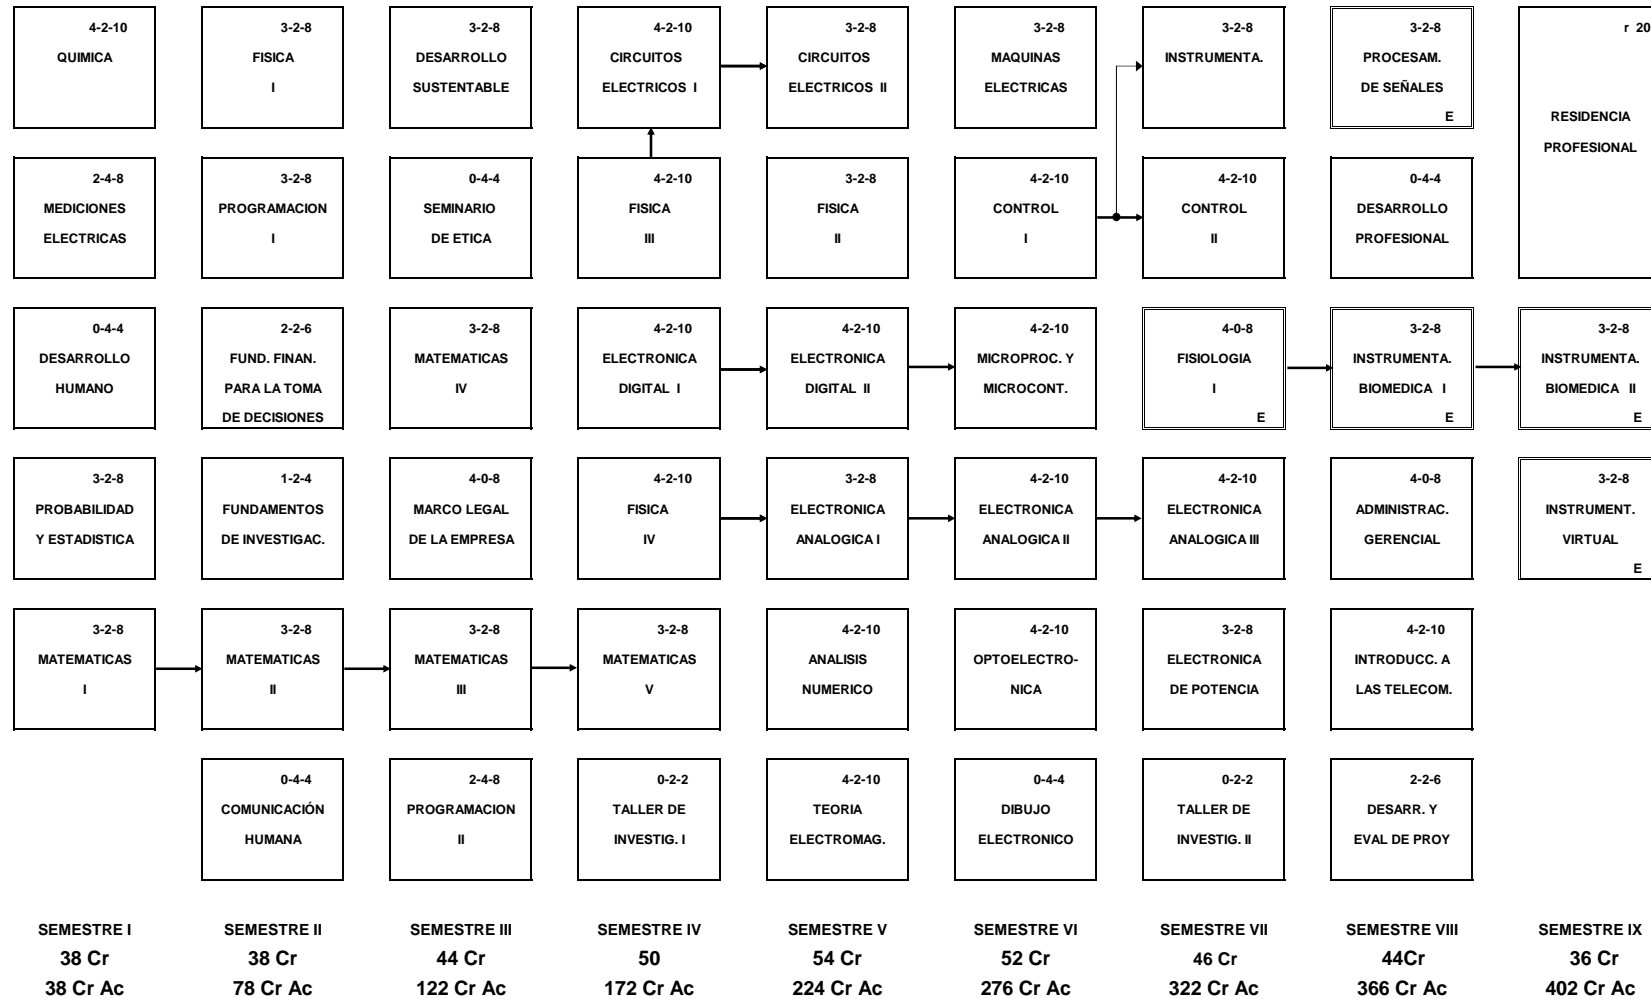 4-2-10
QUIMICA
3-2-8
FISICA
I
3-2-8
DESARROLLO
SUSTENTABLE
4-2-10
CIRCUITOS
ELECTRICOS I
3-2-8
CIRCUITOS
ELECTRICOS II
3-2-8
MAQUINAS
ELECTRICAS
3-2-8
INSTRUMENTA.
3-2-8
PROCESAM.
DE SEÑALES
E
r 20
RESIDENCIA
PROFESIONAL
2-4-8
MEDICIONES
ELECTRICAS
3-2-8
PROGRAMACION
I
0-4-4
SEMINARIO
DE ETICA
4-2-10
FISICA
III
3-2-8
FISICA
II
4-2-10
CONTROL
I
4-2-10
CONTROL
II
0-4-4
DESARROLLO
PROFESIONAL
0-4-4
DESARROLLO
HUMANO
2-2-6
FUND. FINAN.
PARA LA TOMA
DE DECISIONES
3-2-8
MATEMATICAS
IV
4-2-10
ELECTRONICA
DIGITAL I
4-2-10
ELECTRONICA
DIGITAL II
4-2-10
MICROPROC. Y
MICROCONT.
4-0-8
FISIOLOGIA
I
E
3-2-8
INSTRUMENTA.
BIOMEDICA I
E
3-2-8
INSTRUMENTA.
BIOMEDICA II
E
3-2-8
PROBABILIDAD
Y ESTADISTICA
1-2-4
FUNDAMENTOS
DE INVESTIGAC.
4-0-8
MARCO LEGAL
DE LA EMPRESA
4-2-10
FISICA
IV
3-2-8
ELECTRONICA
ANALOGICA I
4-2-10
ELECTRONICA
ANALOGICA II
4-2-10
ELECTRONICA
ANALOGICA III
4-0-8
ADMINISTRAC.
GERENCIAL
3-2-8
INSTRUMENT.
VIRTUAL
E
3-2-8
MATEMATICAS
I
3-2-8
MATEMATICAS
II
3-2-8
MATEMATICAS
III
3-2-8
MATEMATICAS
V
4-2-10
ANALISIS
NUMERICO
4-2-10
OPTOELECTRO-
NICA
3-2-8
ELECTRONICA
DE POTENCIA
4-2-10
INTRODUCC. A
LAS TELECOM.
0-4-4
COMUNICACIÓN
HUMANA
2-4-8
PROGRAMACION
II
0-2-2
TALLER DE
INVESTIG. I
4-2-10
TEORIA
ELECTROMAG.
0-4-4
DIBUJO
ELECTRONICO
0-2-2
TALLER DE
INVESTIG. II
2-2-6
DESARR. Y
EVAL DE PROY
SEMESTRE I
38 Cr
38 Cr Ac
SEMESTRE II
38 Cr
78 Cr Ac
SEMESTRE III
44 Cr
122 Cr Ac
SEMESTRE IV
50
172 Cr Ac
SEMESTRE V
54 Cr
224 Cr Ac
SEMESTRE VI
52 Cr
276 Cr Ac
SEMESTRE VII
46 Cr
322 Cr Ac
SEMESTRE VIII
44Cr
366 Cr Ac
SEMESTRE IX
36 Cr
402 Cr Ac